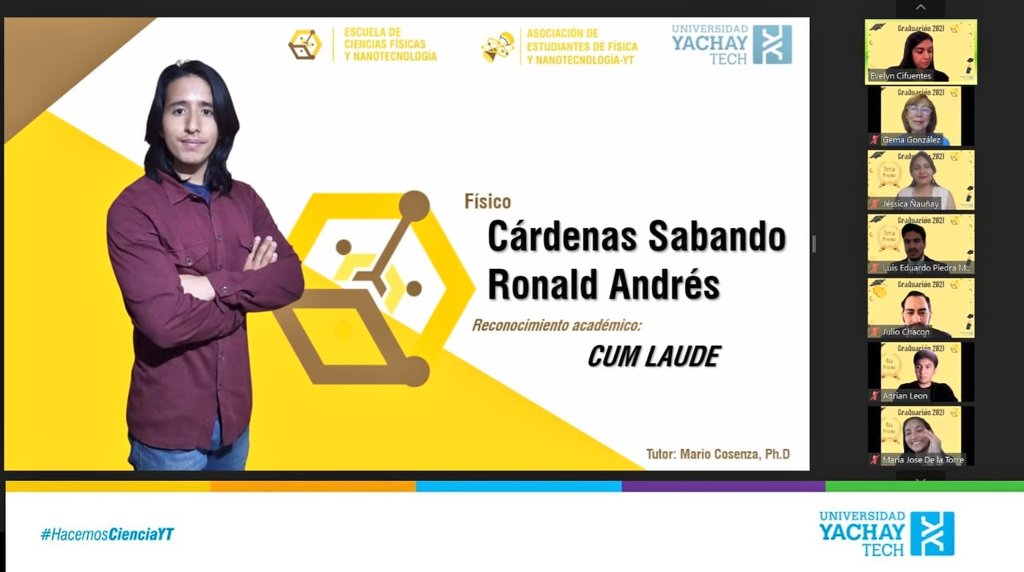 ESCUELA DE
CIENCIAS FÍSICAS
Y NANOTECNOLOGÍA
ASOCIACIÓN DE
ESTUDIANTES DE FÍSICA
Y NANOTECNOLOGÍA-YT
UNIVERSIDAD
YACHAY
TECH
Físico
Cárdenas Sabando
Ronald Andrés
Reconocimiento académico:
CUM LAUDE
Tutor: Mario Cosenza, Ph.D
Graduación 2021
Evelyn Cifuentes
Graduación 2021
Gema González
Graduación 2021
Jéssica Ñauñay
Graduación 2021
Luis Eduardo Piedra M...
Graduación 2021
Julio Chacon
Graduación 2021
Adrian Leon
Graduación 2021
María José De la Torre
#HacemosCienciaYT
UNIVERSIDAD
YACHAY
TECH